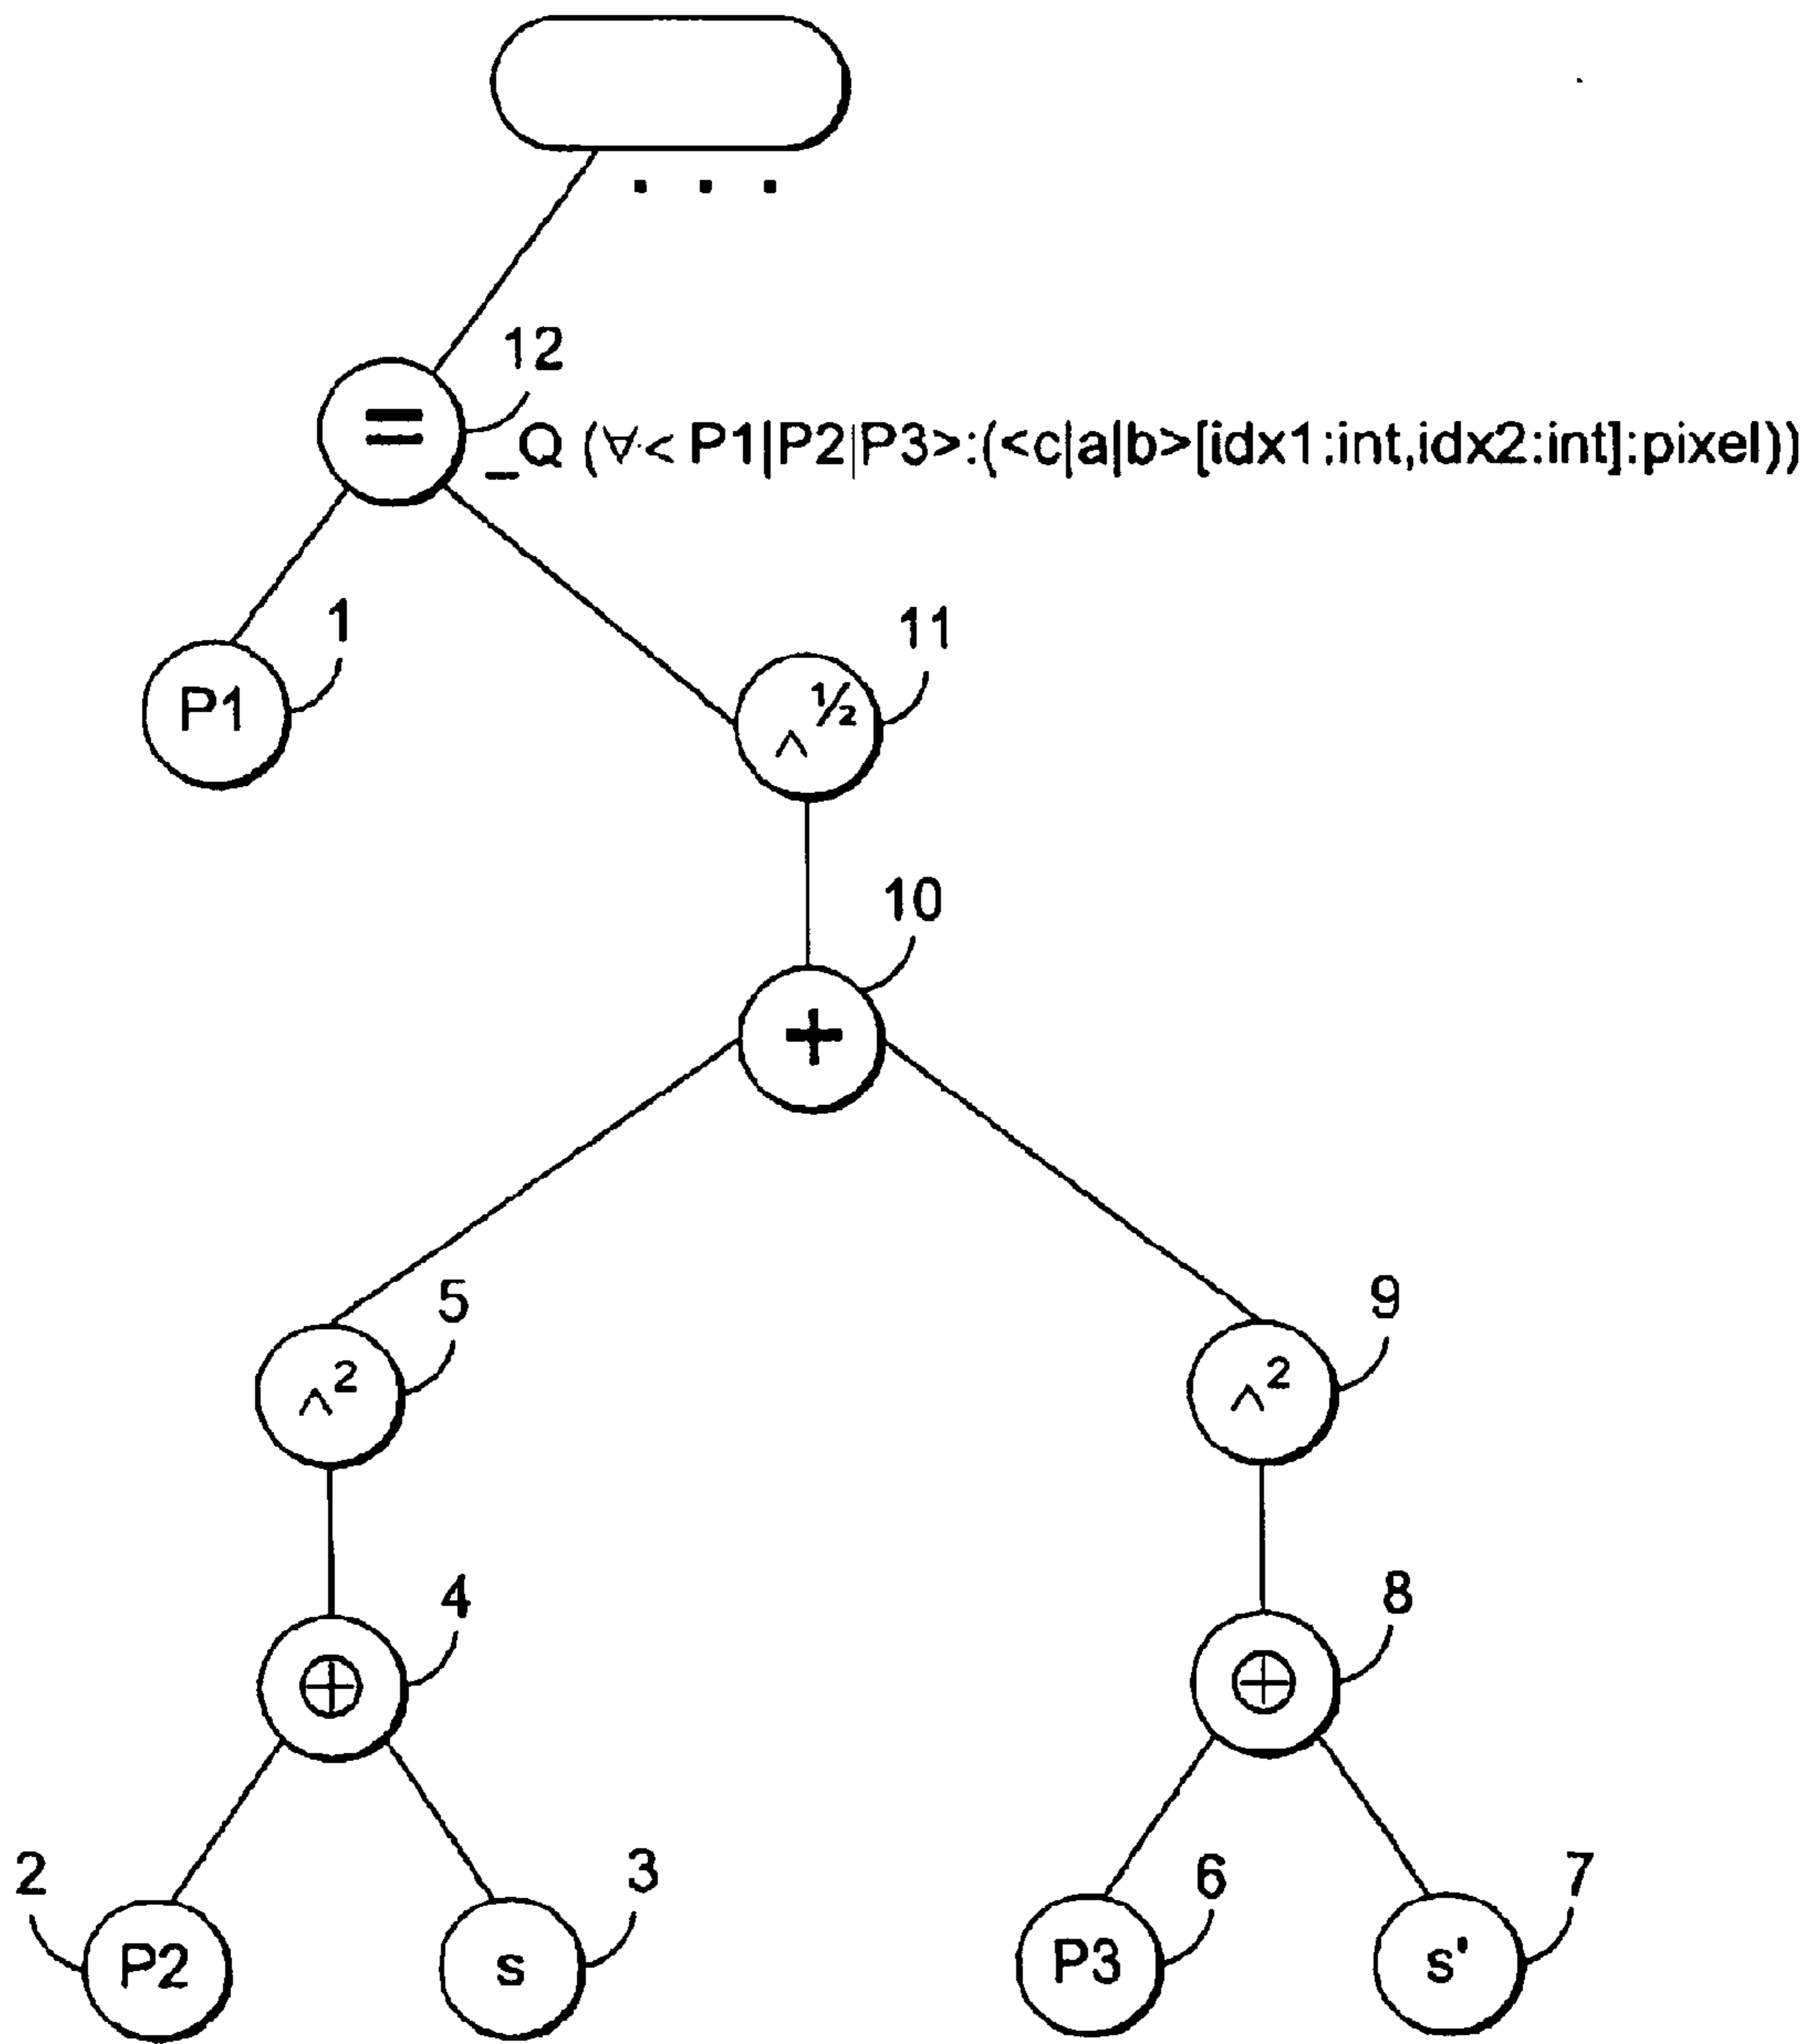 . . .
12
=
_Q (∀< P1|P2|P3>:(<c|a|b>[idx1:int,idx2:int]:pixel))
1
11
P1
^½
10
+
5
9
^²
^²
4
8
⊕
⊕
2
3
6
7
P2
s
P3
s'